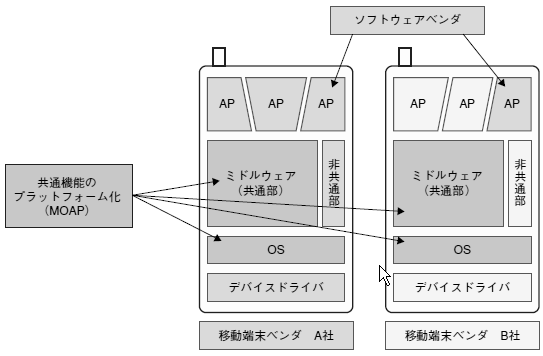 ソフトウェアベンダ
AP
AP
AP
AP
AP
AP
ミドルウェア
（共通部）
非共通部
ミドルウェア
（共通部）
非共通部
共通機能の
プラットフォーム化
（MOAP）
OS
OS
デバイスドライバ
デバイスドライバ
移動端末ベンダ　A社
移動端末ベンダ　B社